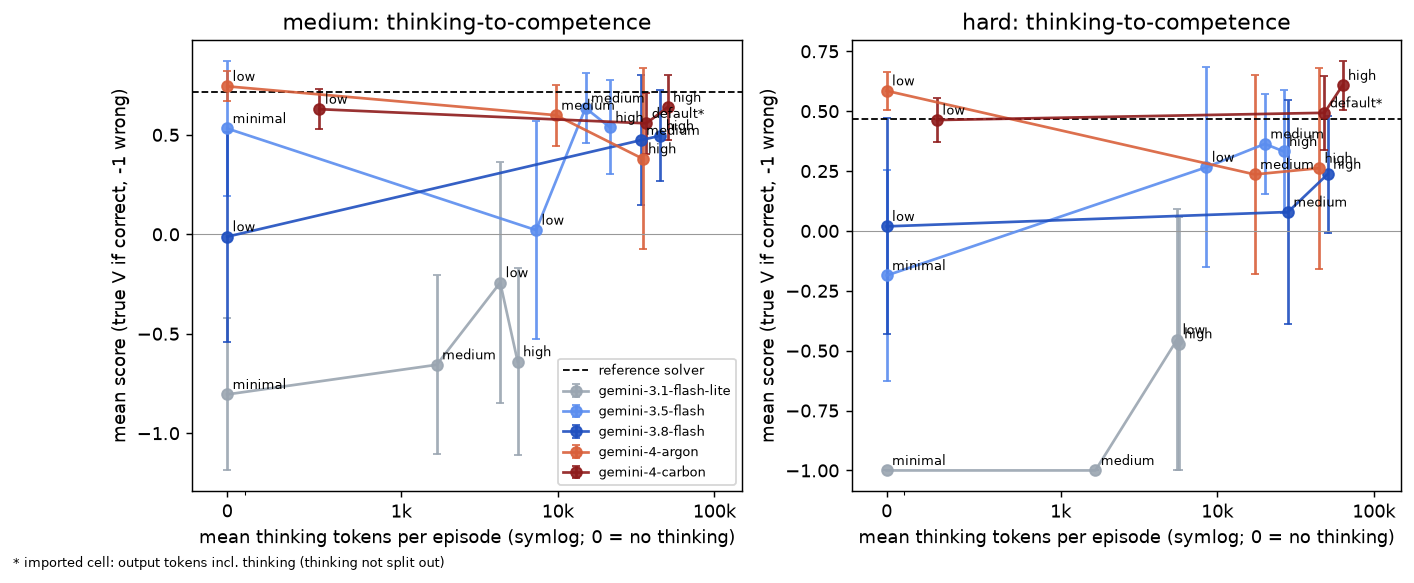 medium: thinking-to-competence
mean score (true V if correct, -1 wrong)
0.5
0.0
−0.5
−1.0
low
minimal
low
low
medium
low
medium
high
medium
high
default*
high
medium
high
high
minimal
medium
low
high
reference solver
gemini-3.1-flash-lite
gemini-3.5-flash
gemini-3.8-flash
gemini-4-argon
gemini-4-carbon
0
1k
10k
100k
mean thinking tokens per episode (symlog; 0 = no thinking)
hard: thinking-to-competence
mean score (true V if correct, -1 wrong)
0.75
0.50
0.25
0.00
−0.25
−0.50
−0.75
−1.00
low
low
minimal
low
low
medium
high
medium
high
high
medium
default*
high
minimal
medium
low
high
0
1k
10k
100k
mean thinking tokens per episode (symlog; 0 = no thinking)
* imported cell: output tokens incl. thinking (thinking not split out)